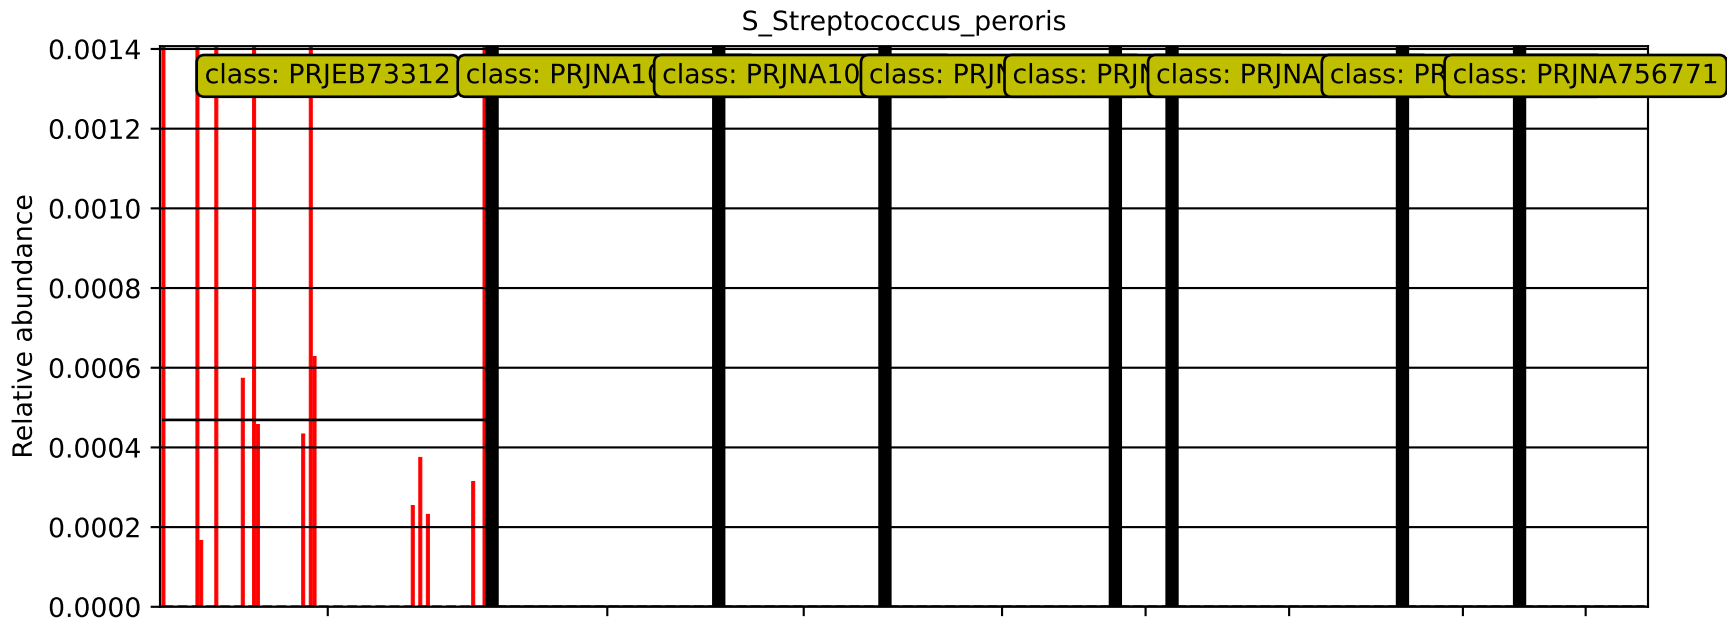 S_Streptococcus_peroris
0.0014
class: PRJEB73312
class: PRJNA10
class: PRJNA10
class: PRJN
class: PRJN
class: PRJNA
class: PR
class: PRJNA756771
0.0012
0.0010
0.0008
0.0006
0.0004
0.0002
0.0000
Relative abundance